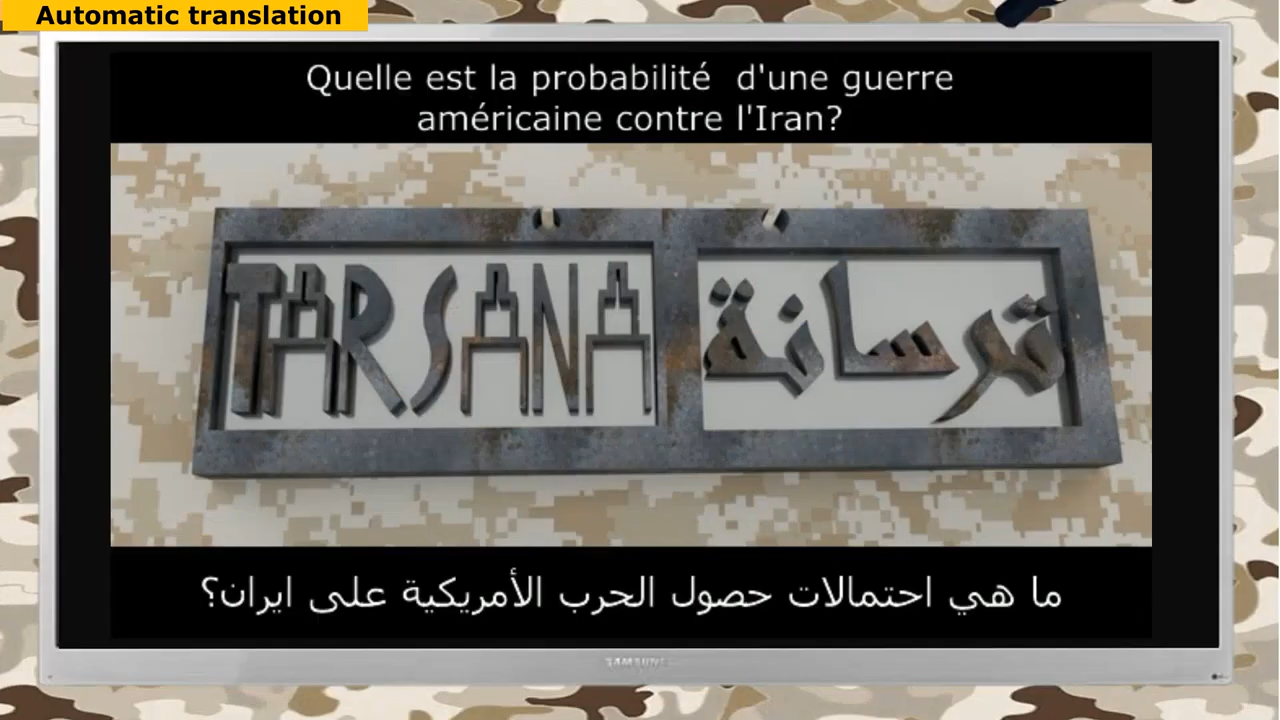 Automatic translation
Quelle est la probabilité d'une guerre
américaine contre l'Iran?
TARSANA ترسانة
ما هي احتمالات حصول الحرب الأمريكية على ايران؟
SAMSUNG